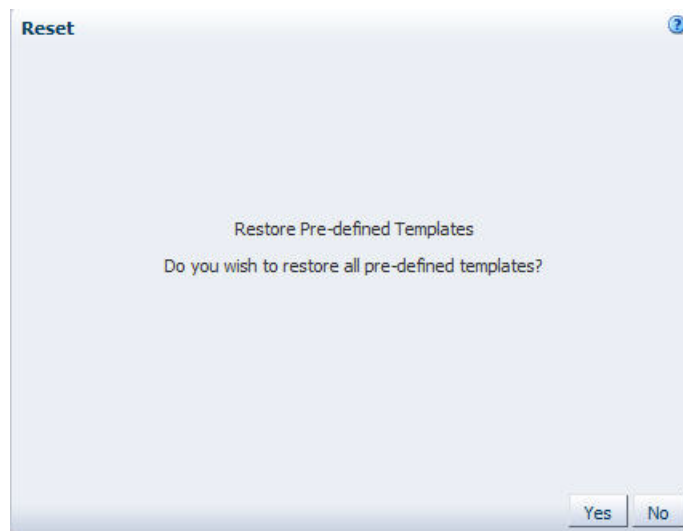 Reset
?
Restore Pre-defined Templates
Do you wish to restore all pre-defined templates?
Yes No